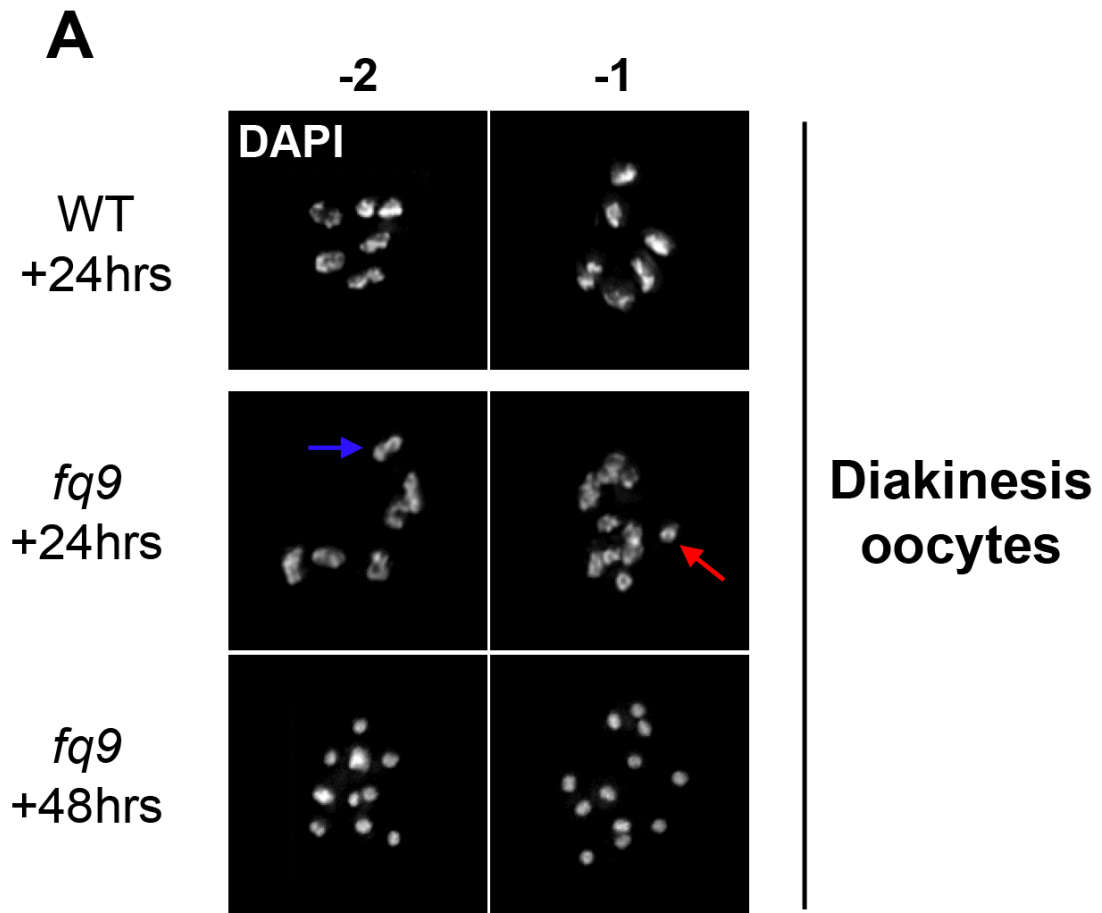 A
-2
-1
DAPI
WT
+24hrs
fq9
+24hrs
fq9
+48hrs
Diakinesis
oocytes